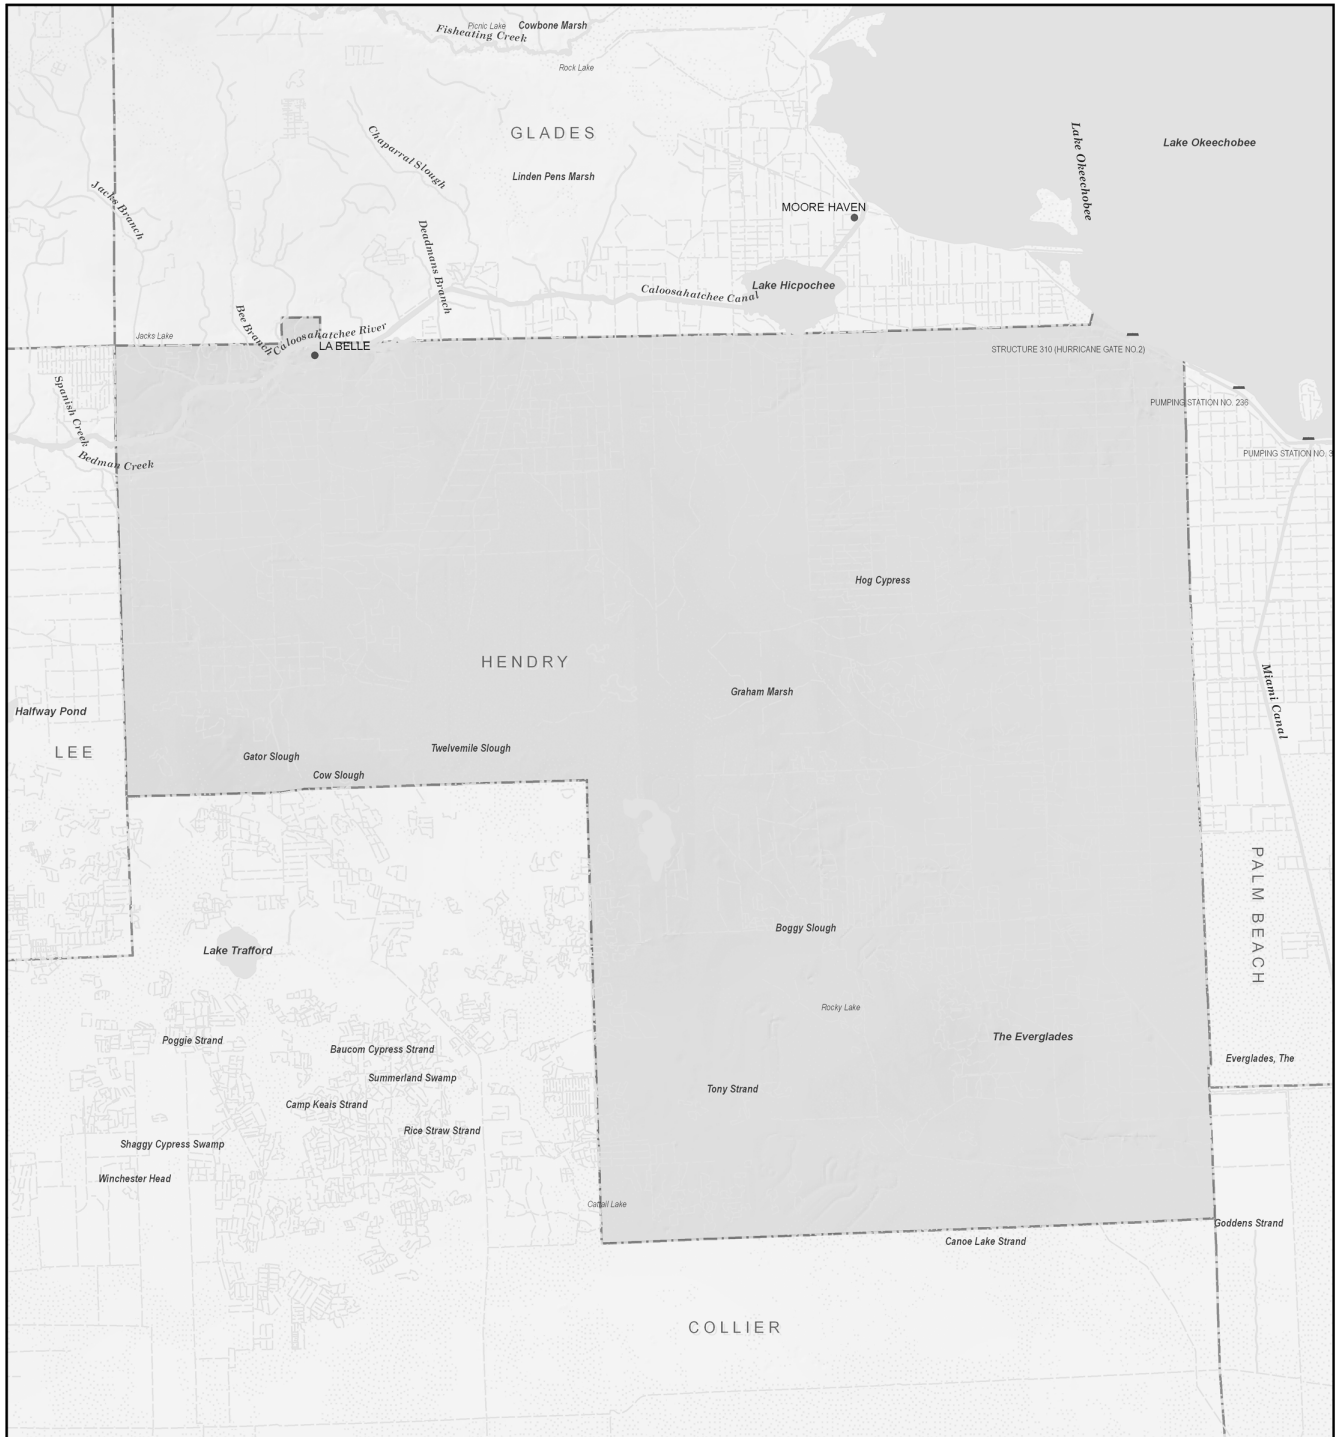 Picnic Lake
Cowbone Marsh
Fisheating Creek
Rock Lake
GLADES
Chaparral Slough
Linden Pens Marsh
Lake Okeechobee
Lake Okeechobee
Jacks Branch
MOORE HAVEN
Deadmans Branch
Lake Hicpochee
Caloosahatchee Canal
Bee Branch
Caloosahatchee River
Jacks Lake
LA BELLE
STRUCTURE 310 (HURRICANE GATE NO.2)
Spanish Creek
PUMPING STATION NO. 236
Bedman Creek
PUMPING STATION NO. 3
Hog Cypress
HENDRY
Graham Marsh
Miami Canal
Halfway Pond
LEE
Gator Slough
Twelvemile Slough
Cow Slough
PALM BEACH
Boggy Slough
Lake Trafford
Rocky Lake
The Everglades
Poggie Strand
Baucom Cypress Strand
Everglades, The
Summerland Swamp
Tony Strand
Camp Keais Strand
Rice Straw Strand
Shaggy Cypress Swamp
Winchester Head
Cattail Lake
Goddens Strand
Canoe Lake Strand
COLLIER